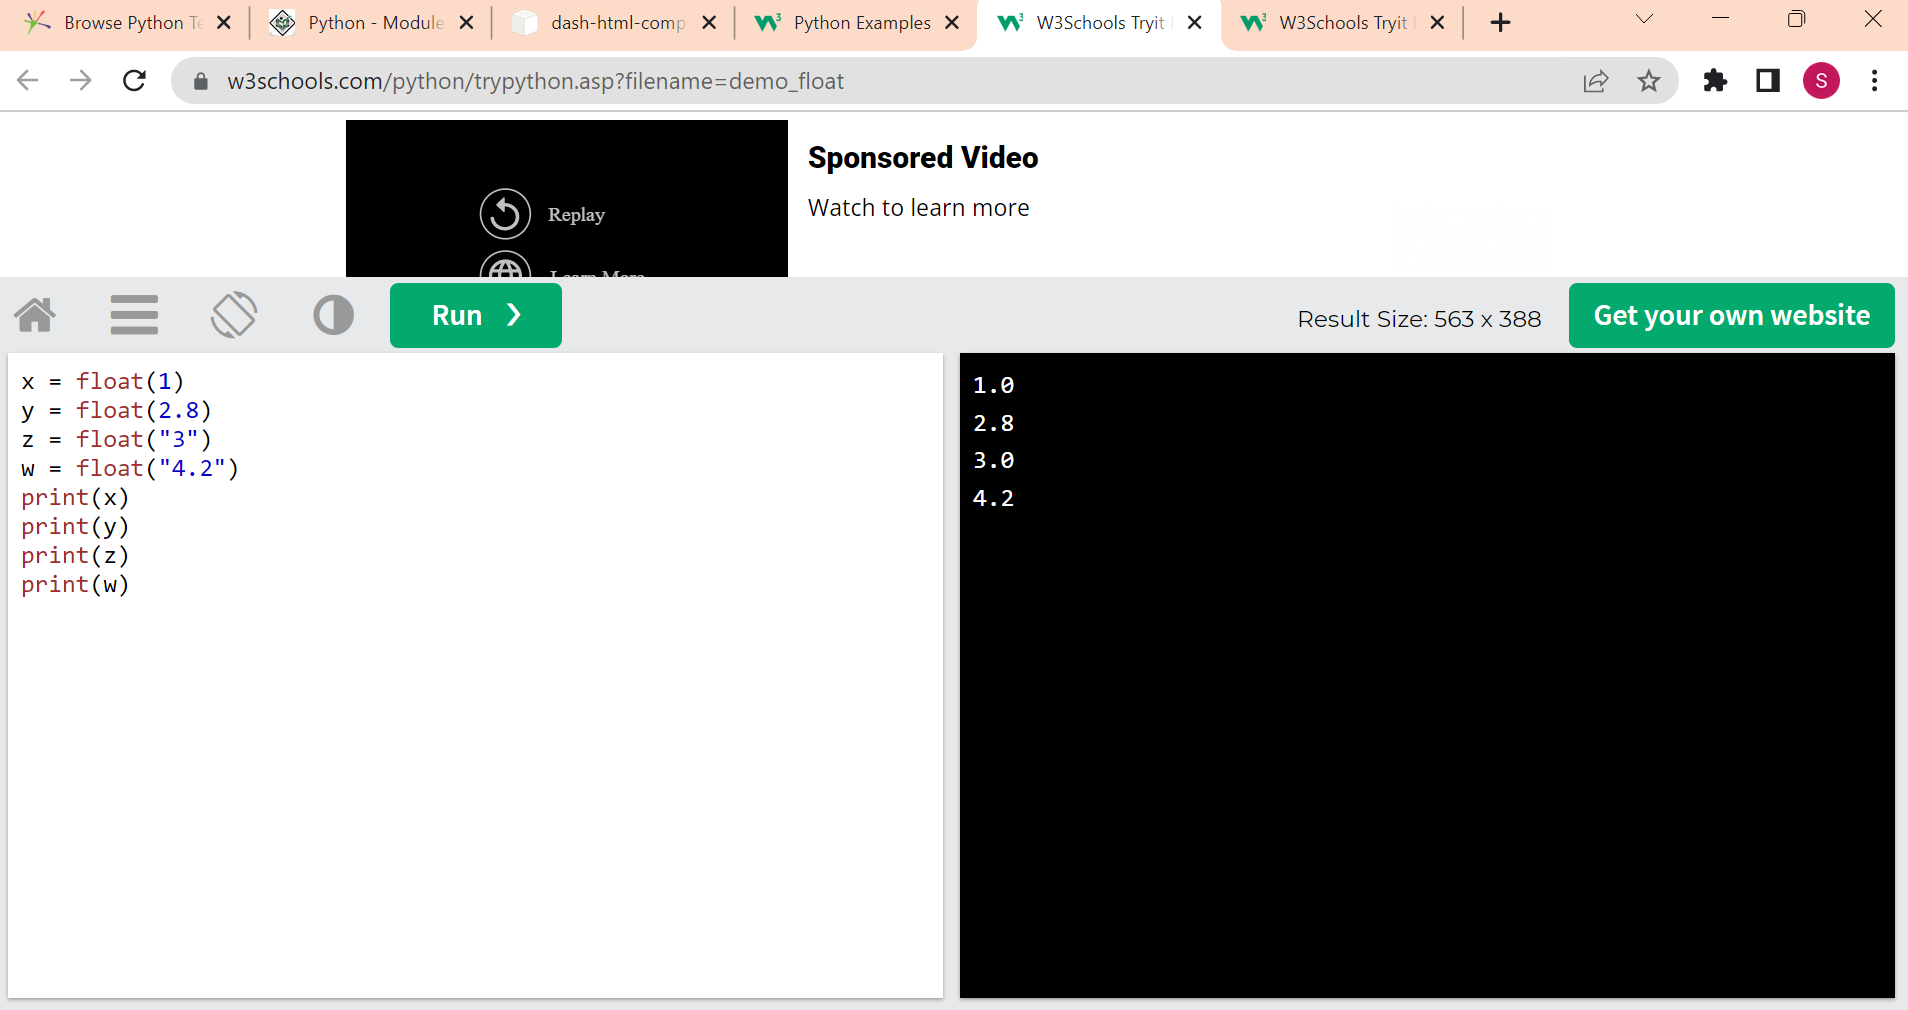 Browse Python Te
Python - Module
dash-html-comp
Python Examples
W3Schools Tryit
W3Schools Tryit
w3schools.com/python/trypython.asp?filename=demo_float
S
Replay
Learn More
Sponsored Video
Watch to learn more
Run ❯
Result Size: 563 x 388
Get your own website
x = float(1)
y = float(2.8)
z = float("3")
w = float("4.2")
print(x)
print(y)
print(z)
print(w)
1.0
2.8
3.0
4.2